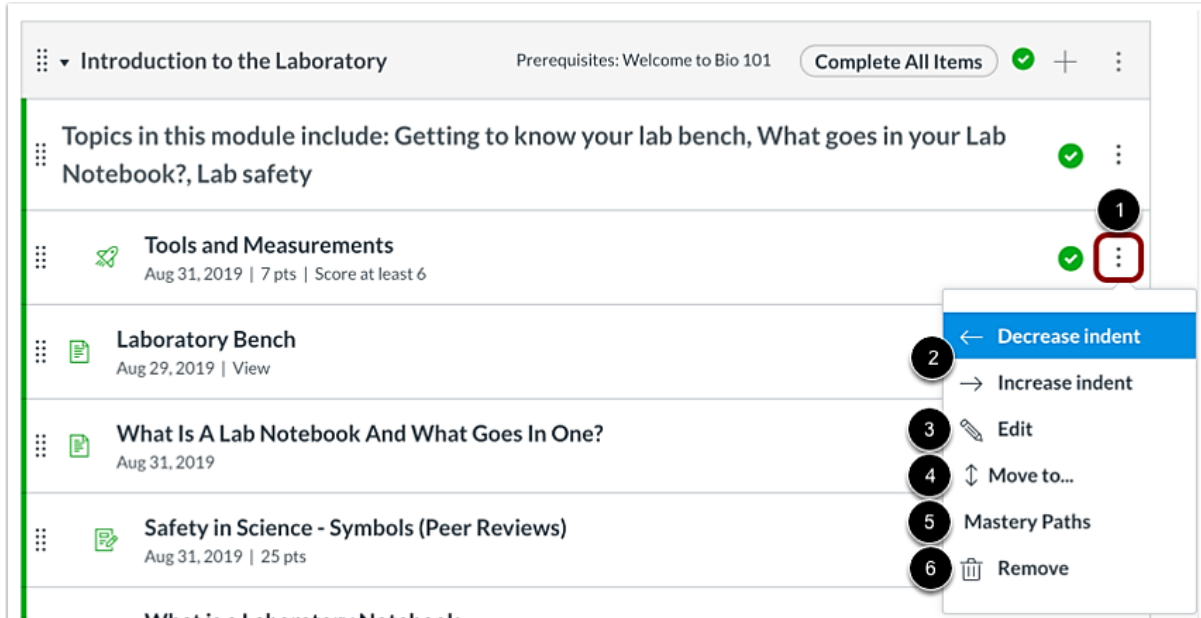 Introduction to the Laboratory Prerequisites: Welcome to Bio 101 Complete All Items
Topics in this module include: Getting to know your lab bench, What goes in your Lab
Notebook?, Lab safety
1
Tools and Measurements
Aug 31, 2019 | 7 pts | Score at least 6
Laboratory Bench
Aug 29, 2019 | View
What Is A Lab Notebook And What Goes In One?
Aug 31, 2019
Safety in Science - Symbols (Peer Reviews)
Aug 31, 2019 | 25 pts
What is a Laboratory Notebook
Decrease indent
2
Increase indent
3 Edit
4 Move to...
5 Mastery Paths
6 Remove